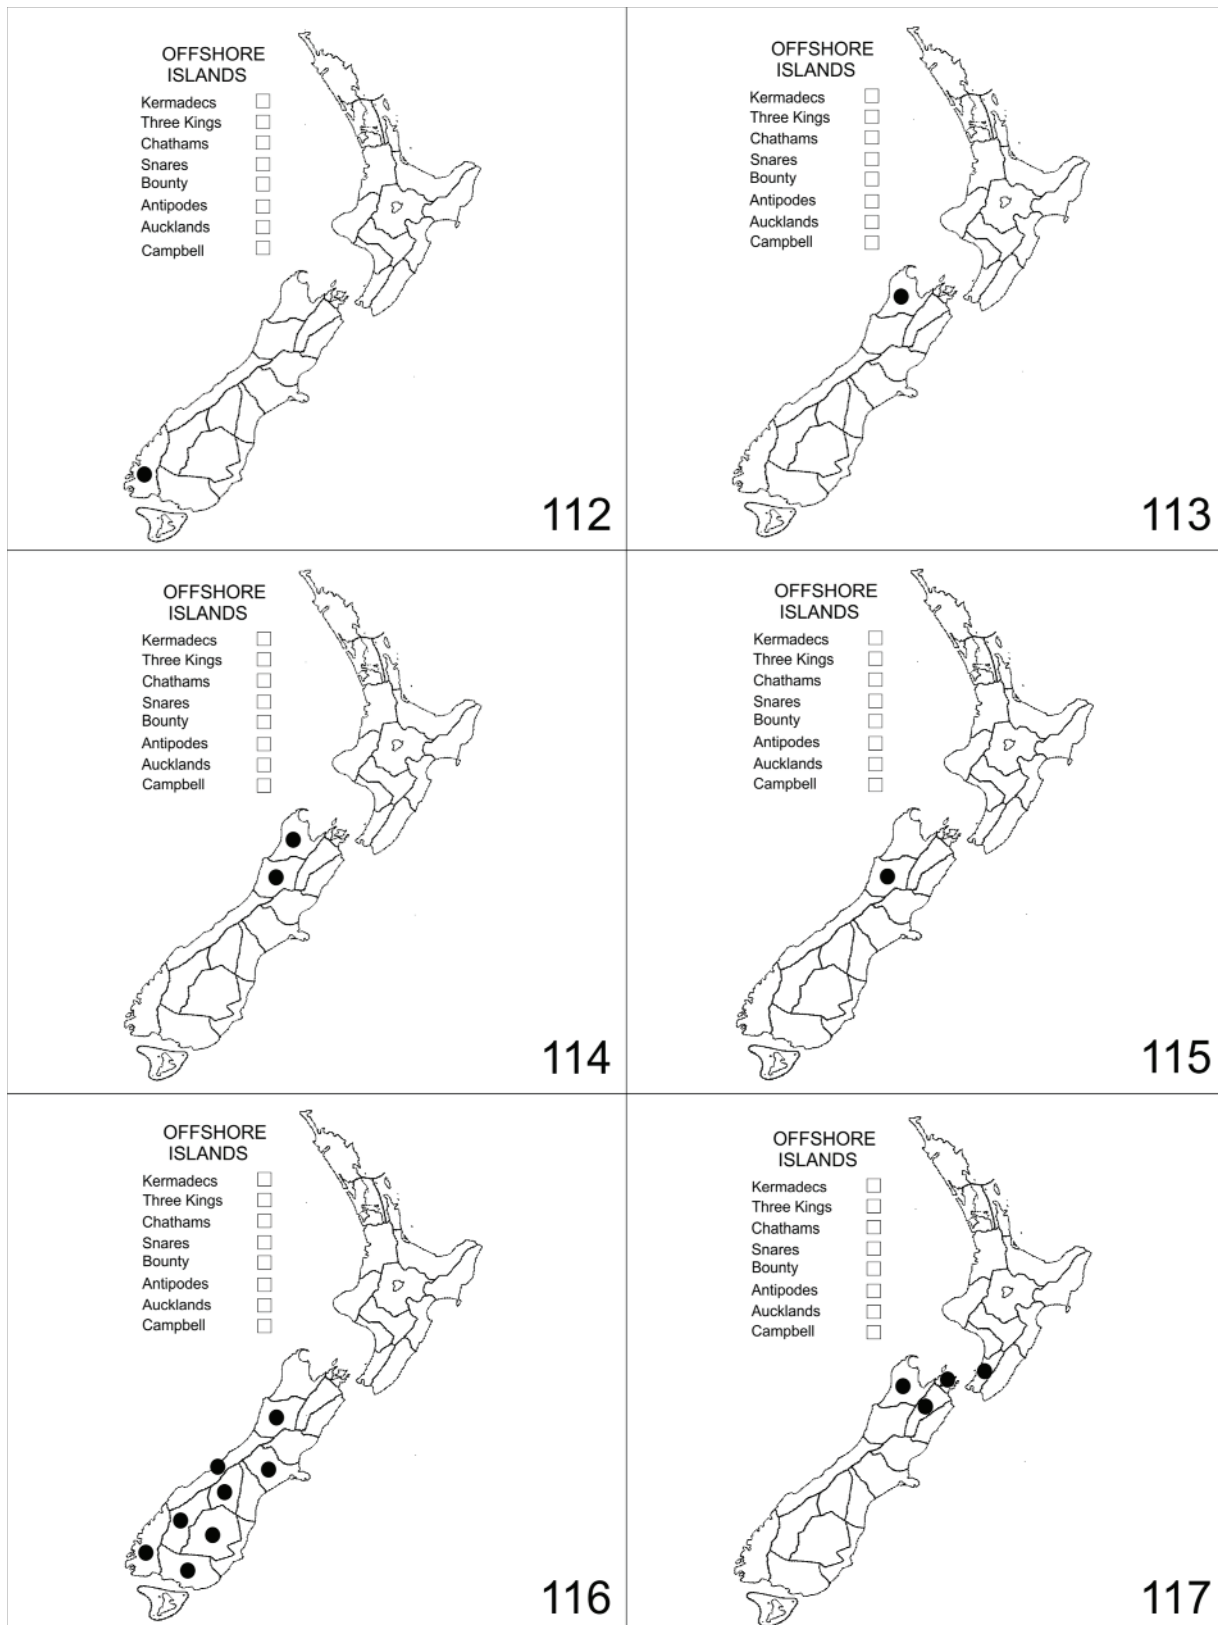 OFFSHORE
ISLANDS
Kermadecs
Three Kings
Chathams
Snares
Bounty
Antipodes
Aucklands
Campbell
112
OFFSHORE
ISLANDS
Kermadecs
Three Kings
Chathams
Snares
Bounty
Antipodes
Aucklands
Campbell
113
OFFSHORE
ISLANDS
Kermadecs
Three Kings
Chathams
Snares
Bounty
Antipodes
Aucklands
Campbell
114
OFFSHORE
ISLANDS
Kermadecs
Three Kings
Chathams
Snares
Bounty
Antipodes
Aucklands
Campbell
115
OFFSHORE
ISLANDS
Kermadecs
Three Kings
Chathams
Snares
Bounty
Antipodes
Aucklands
Campbell
116
OFFSHORE
ISLANDS
Kermadecs
Three Kings
Chathams
Snares
Bounty
Antipodes
Aucklands
Campbell
117